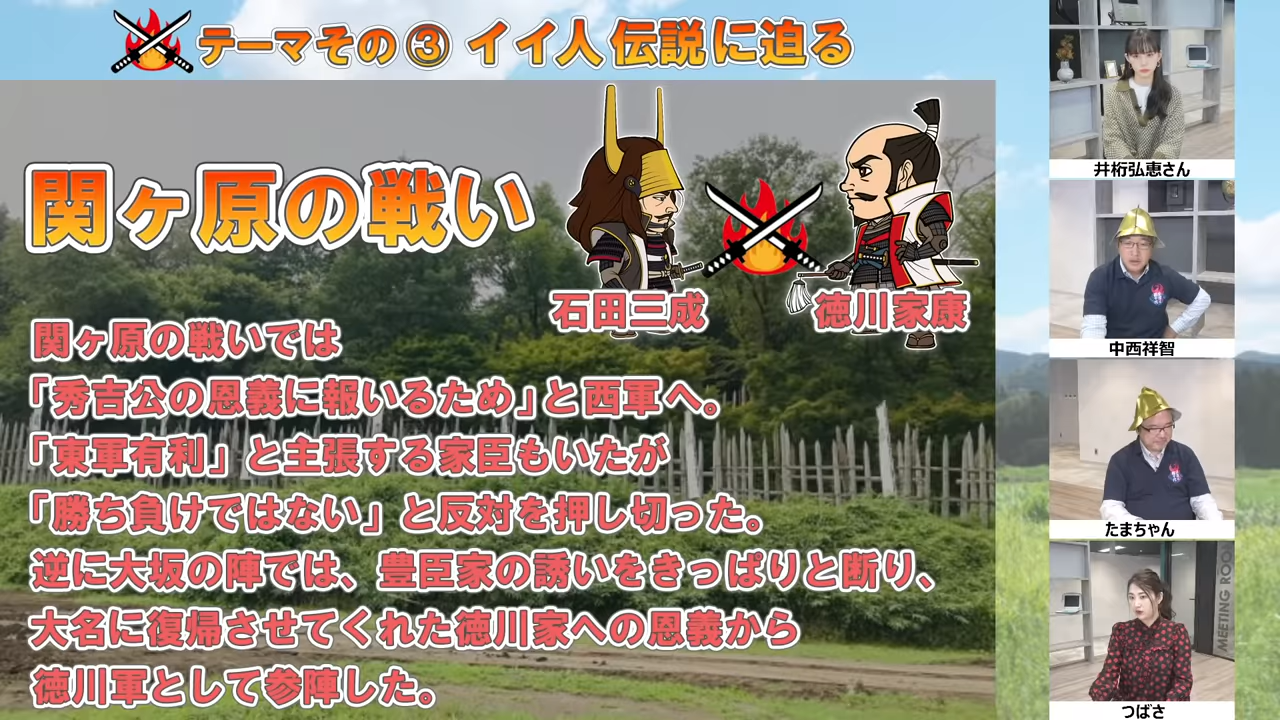 テーマその③ イイ人伝説に迫る
関ヶ原の戦い
石田三成
徳川家康
関ヶ原の戦いでは
「秀吉公の恩義に報いるため」と西軍へ。
「東軍有利」と主張する家臣もいたが
「勝ち負けではない」と反対を押し切った。
逆に大坂の陣では、豊臣家の誘いをきっぱりと断り、
大名に復帰させてくれた徳川家への恩義から
徳川軍として参陣した。
井桁弘恵さん
中西祥智
たまちゃん
MEETING ROO
つばさ